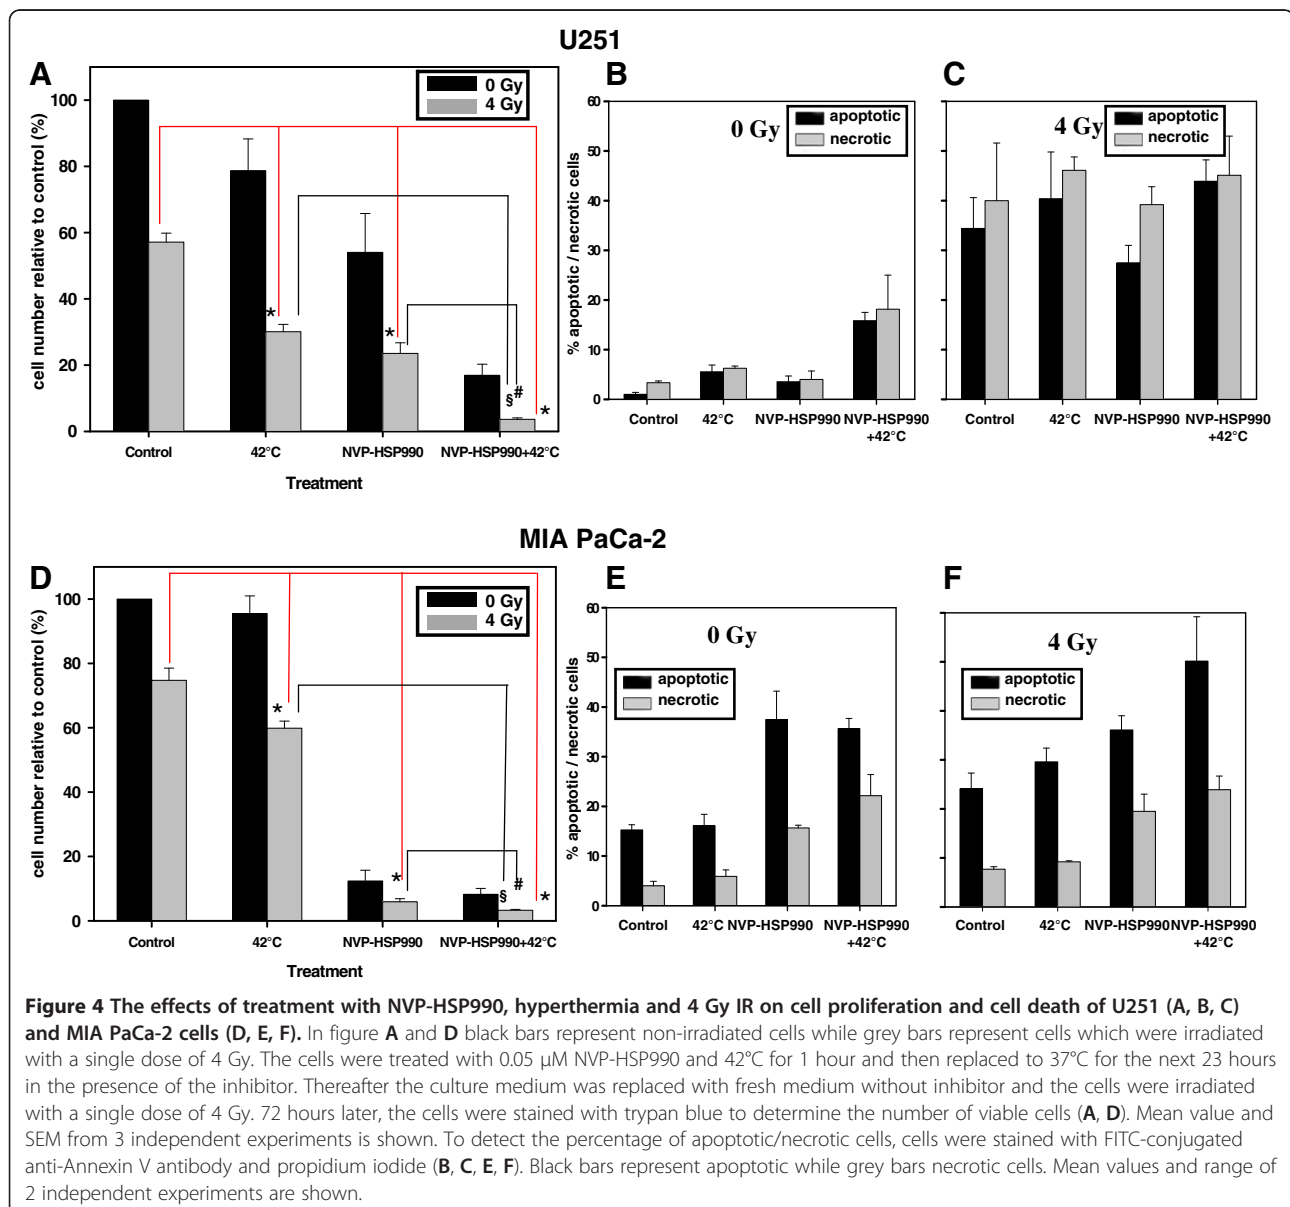 U251
A
0 Gy
4 Gy
cell number relative to control (%)
100
80
60
40
20
0
Control
42°C
NVP-HSP990
NVP-HSP990+42°C
Treatment
*
*
§
#
*
B
0 Gy
apoptotic
necrotic
% apoptotic / necrotic cells
60
50
40
30
20
10
0
Control
42°C
NVP-HSP990
NVP-HSP990
+42°C
C
4 Gy
apoptotic
necrotic
Control
42°C
NVP-HSP990
NVP-HSP990
+42°C
MIA PaCa-2
D
0 Gy
4 Gy
cell number relative to control (%)
100
80
60
40
20
0
Control
42°C
NVP-HSP990
NVP-HSP990+42°C
Treatment
*
*
§
#
*
E
0 Gy
apoptotic
necrotic
% apoptotic / necrotic cells
60
50
40
30
20
10
0
Control
42°C
NVP-HSP990
NVP-HSP990
+42°C
F
4 Gy
apoptotic
necrotic
Control
42°C
NVP-HSP990
NVP-HSP990
+42°C
Figure 4 The effects of treatment with NVP-HSP990, hyperthermia and 4 Gy IR on cell proliferation and cell death of U251 (A, B, C)
and MIA PaCa-2 cells (D, E, F). In figure A and D black bars represent non-irradiated cells while grey bars represent cells which were irradiated
with a single dose of 4 Gy. The cells were treated with 0.05 μM NVP-HSP990 and 42°C for 1 hour and then replaced to 37°C for the next 23 hours
in the presence of the inhibitor. Thereafter the culture medium was replaced with fresh medium without inhibitor and the cells were irradiated
with a single dose of 4 Gy. 72 hours later, the cells were stained with trypan blue to determine the number of viable cells (A, D). Mean value and
SEM from 3 independent experiments is shown. To detect the percentage of apoptotic/necrotic cells, cells were stained with FITC-conjugated
anti-Annexin V antibody and propidium iodide (B, C, E, F). Black bars represent apoptotic while grey bars necrotic cells. Mean values and range of
2 independent experiments are shown.